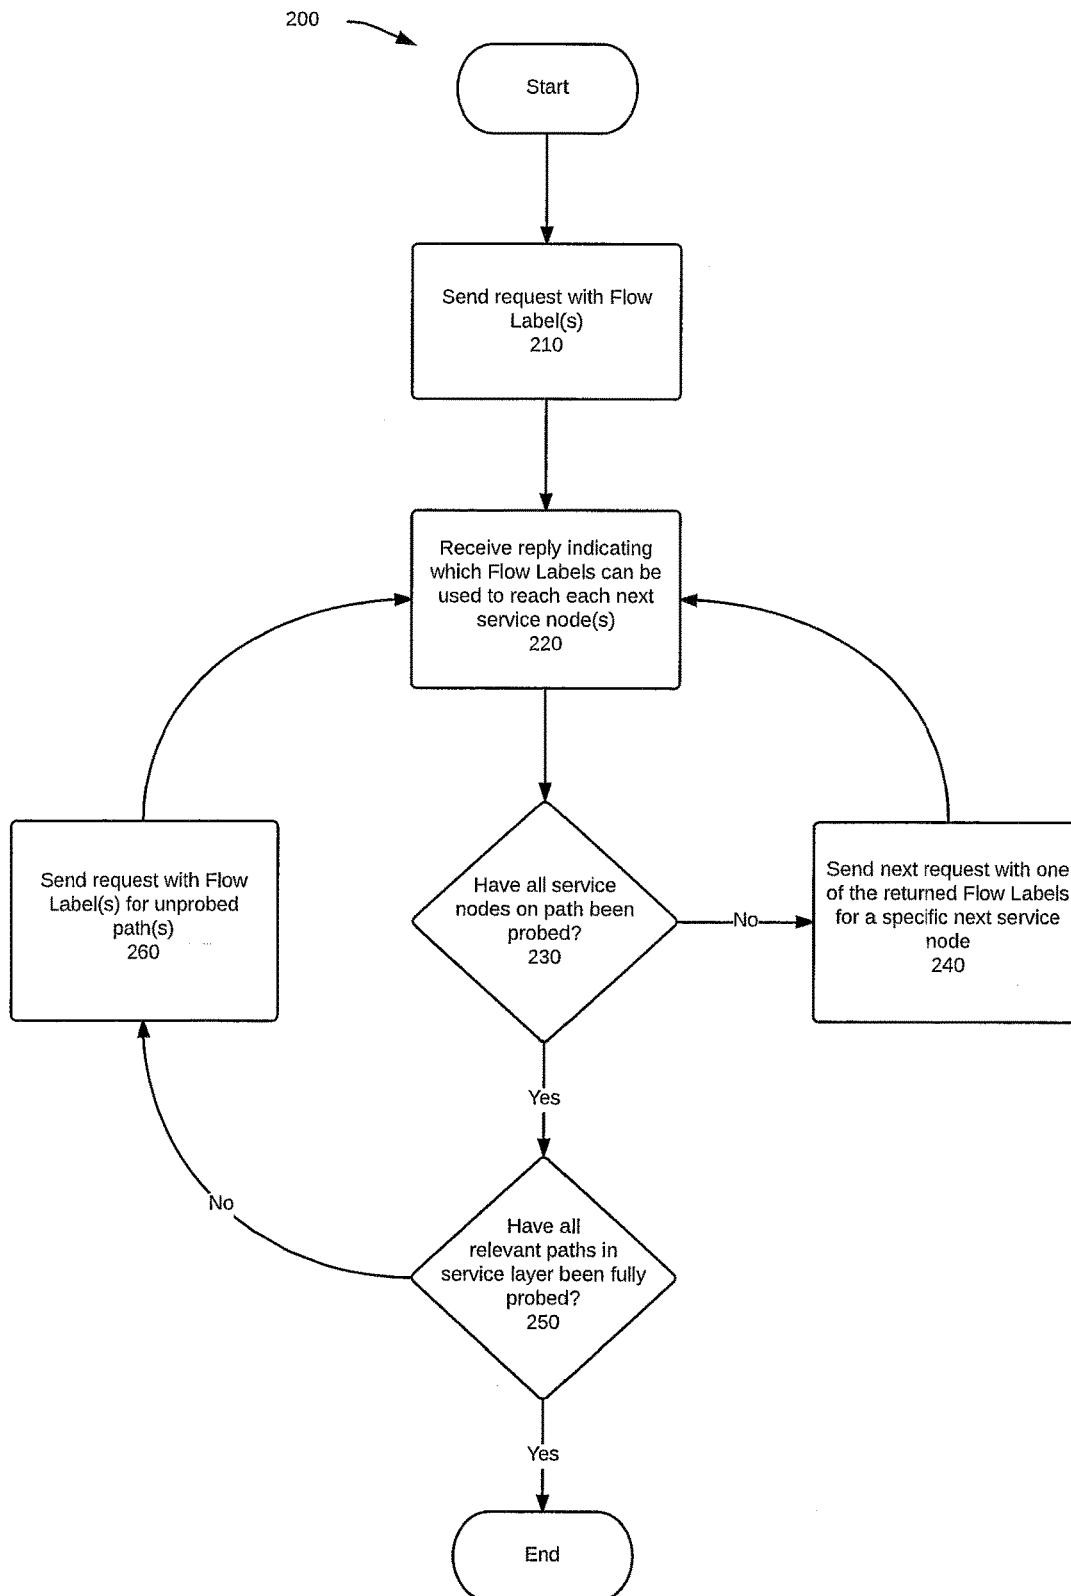 200
Start
Send request with Flow
Label(s)
210
Receive reply indicating
which Flow Labels can be
used to reach each next
service node(s)
220
Send request with Flow
Label(s) for unprobed
path(s)
260
Have all service
nodes on path been
probed?
230
No
Send next request with one
of the returned Flow Labels
for a specific next service
node
240
Yes
No
Have all
relevant paths in
service layer been fully
probed?
250
Yes
End